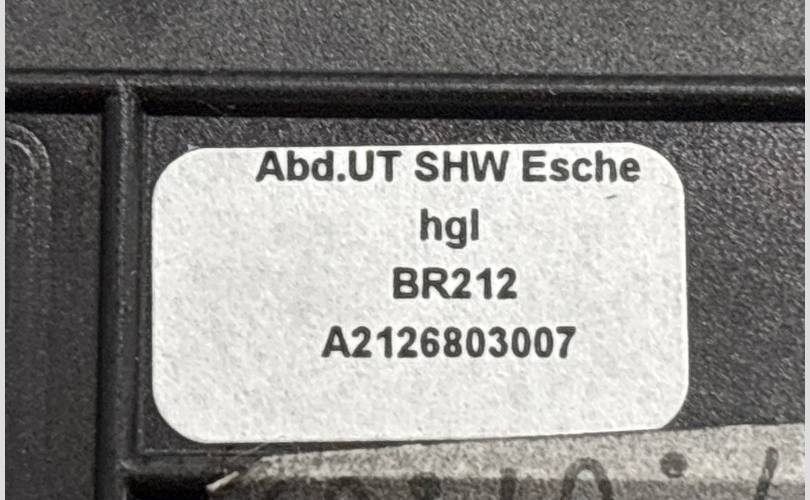 Abd.UT SHW Esche
hgl
BR212
A2126803007